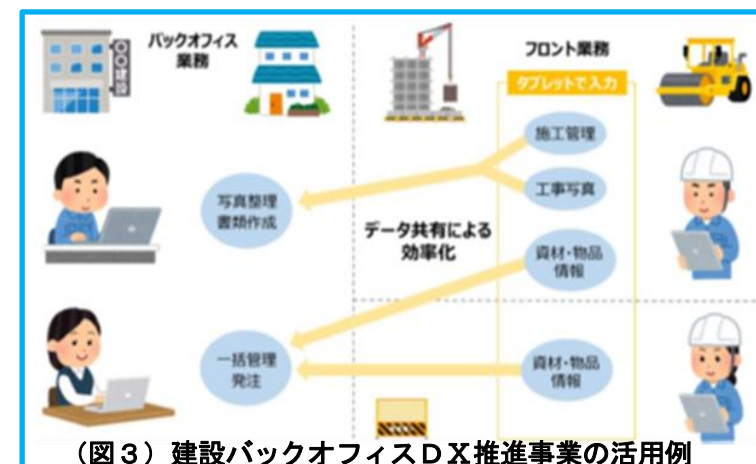 バックオフィス
業務
〇〇建設
フロント業務
タブレットで入力
施工管理
工事写真
写真整理
書類作成
データ共有による
効率化
資材・物品
情報
一括管理
発注
資材・物品
情報
(図3)建設バックオフィスDX推進事業の活用例